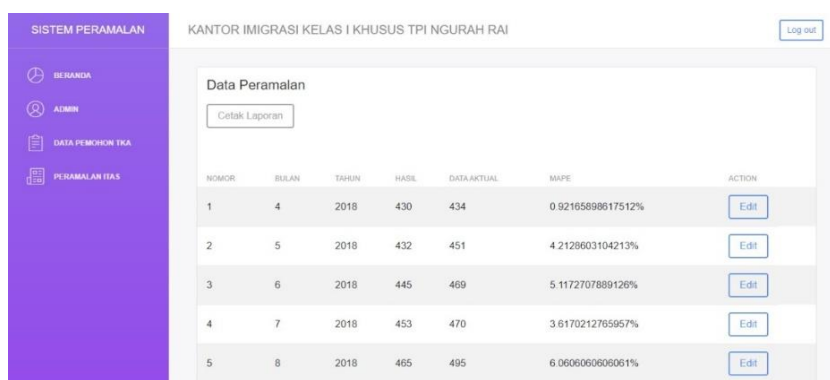 SISTEM PERAMALAN
KANTOR IMIGRASI KELAS I KHUSUS TPI NGURAH RAI
Log out
BERANDA
ADMIN
DATA PEMOHON TKA
PERAMALAN ITAS
Data Peramalan
Cetak Laporan
NOMOR BULAN TAHUN HASIL DATA AKTUAL MAPE ACTION
1 4 2018 430 434 0.92165898617512% Edit
2 5 2018 432 451 4.2128603104213% Edit
3 6 2018 445 469 5.1172707889126% Edit
4 7 2018 453 470 3.6170212765957% Edit
5 8 2018 465 495 6.0606060606061% Edit